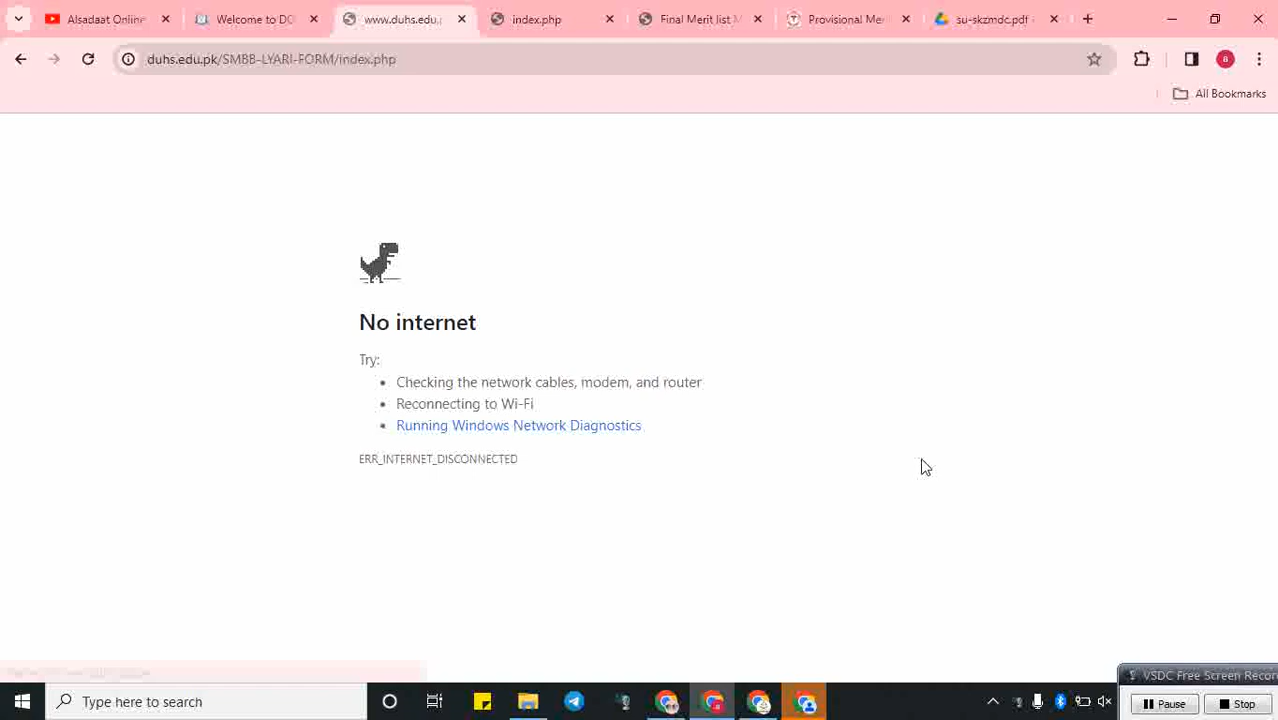 Alsadaat Online
Welcome to DO
www.duhs.edu.
index.php
Final Merit list M
Provisional Me
su-skzmdc.pdf
duhs.edu.pk/SMBB-LYARI-FORM/index.php
All Bookmarks
No internet
Try:
Checking the network cables, modem, and router
Reconnecting to Wi-Fi
Running Windows Network Diagnostics
ERR_INTERNET_DISCONNECTED
VSDC Free Screen Recor
Type here to search
Pause
Stop